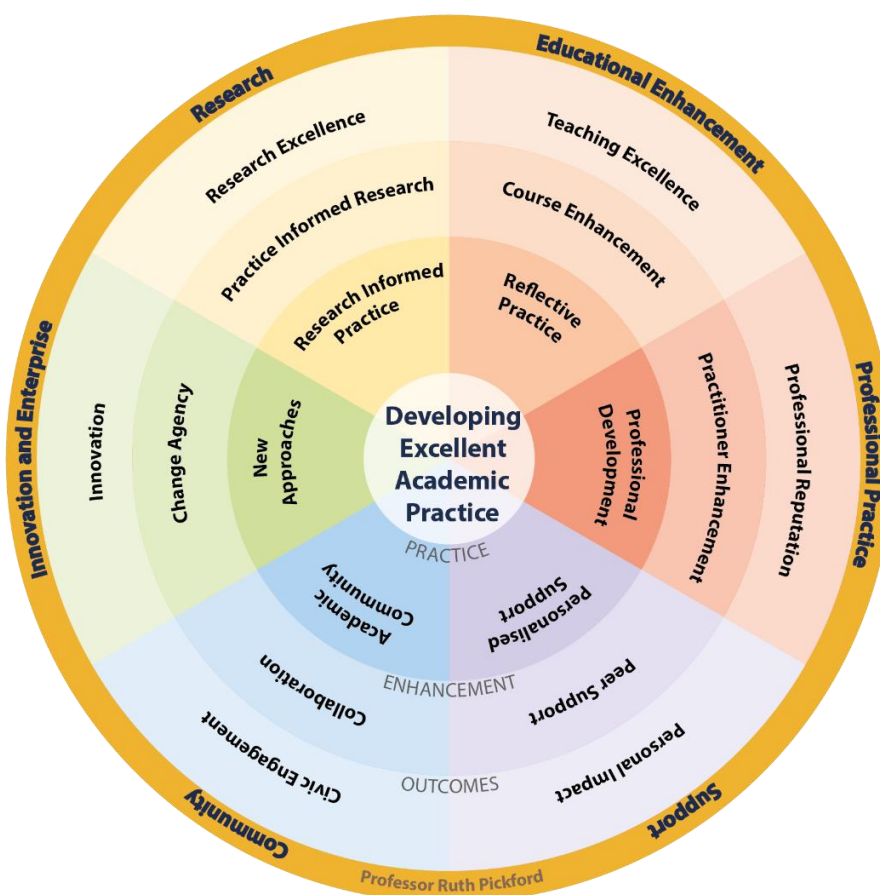 Research
Educational Enhancement
Professional Practice
Support
Community
Innovation and Enterprise
Research Excellence
Practice Informed Research
Research Informed
Practice
Teaching Excellence
Course Enhancement
Reflective
Practice
Professional Reputation
Practitioner Enhancement
Professional
Development
Personalised
Support
Peer Support
Personal Impact
Academic
Community
Collaboration
Civic Engagement
New
Approaches
Change Agency
Innovation
Developing
Excellent
Academic
Practice
PRACTICE
ENHANCEMENT
OUTCOMES
Professor Ruth Pickford